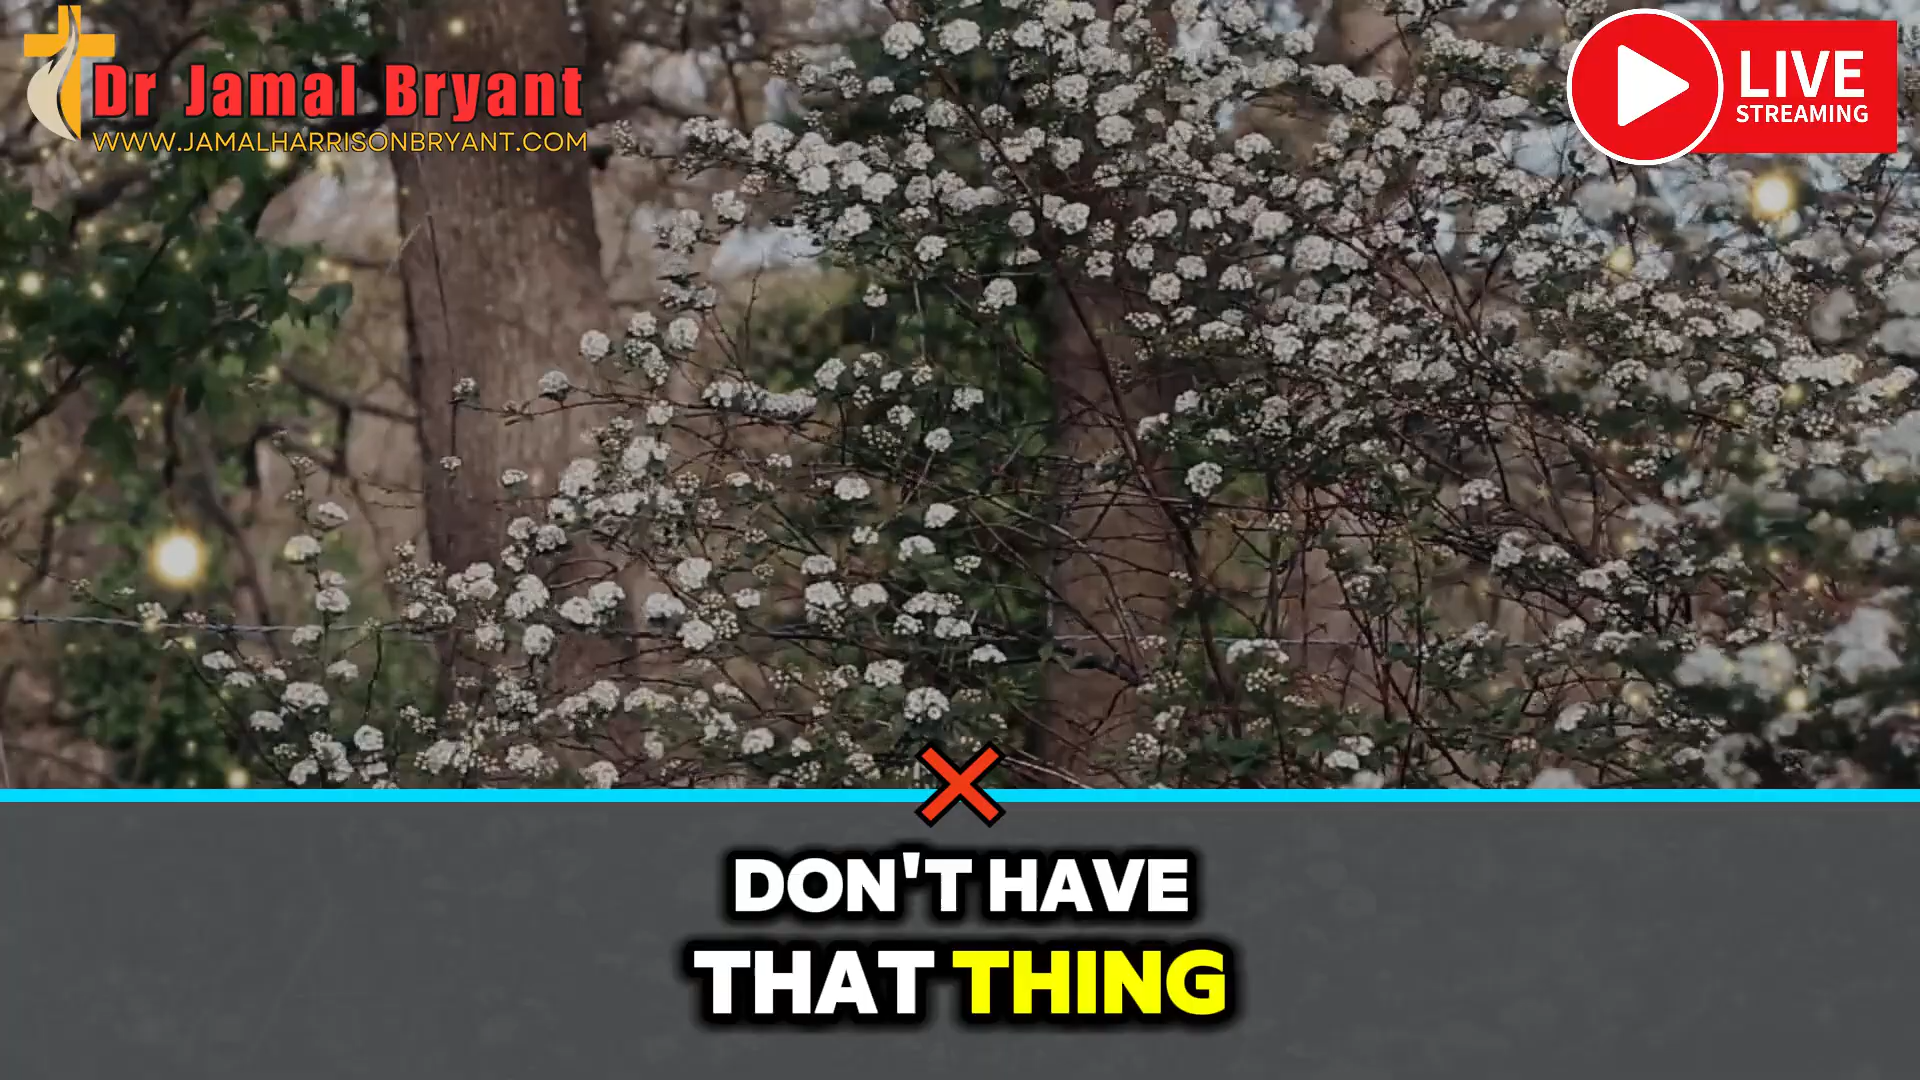 Dr Jamal Bryant
WWW.JAMALHARRISONBRYANT.COM
LIVE
STREAMING
DON'T HAVE
THAT THING